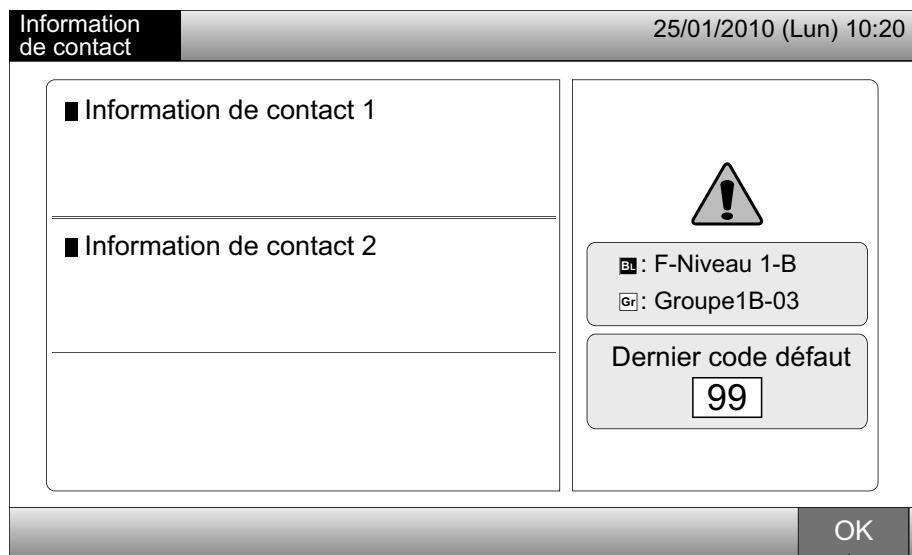 Information
de contact
25/01/2010 (Lun) 10:20
Information de contact 1
Information de contact 2
BL: F-Niveau 1-B
Gr: Groupe1B-03
Dernier code défaut
99
OK